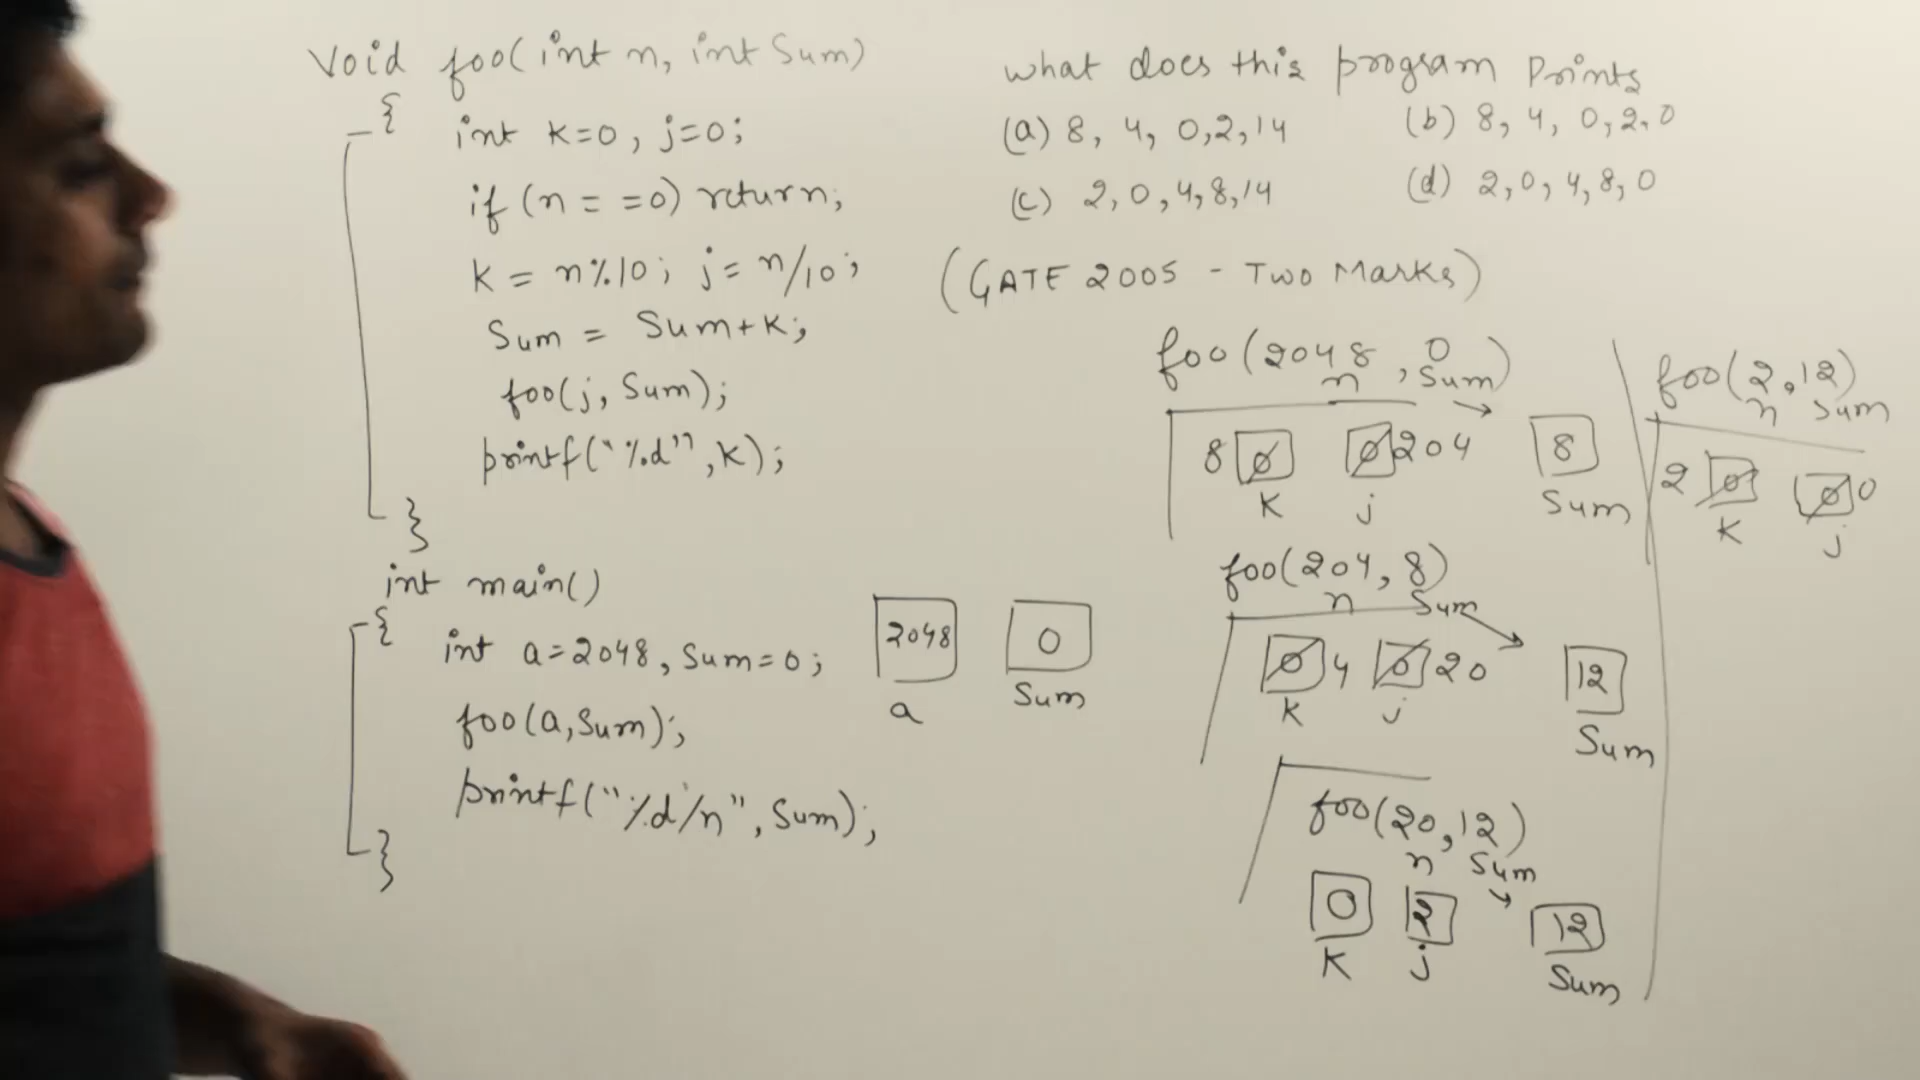 Void foo(int n, int Sum)
{
int k=0, j=0;
if (n = =0) return;
k = n%10; j = n/10;
Sum = Sum+k;
foo(j, Sum);
printf("%d",k);
}
int main()
{
int a=2048, Sum=0;
foo(a,Sum);
printf("%d/n", Sum);
}
2048
a
0
Sum
what does this program Prints
(a) 8, 4, 0,2,14 (b) 8, 4, 0,2,0
(c) 2,0,4,8,14 (d) 2,0,4,8,0
(GATE 2005 - Two Marks)
foo(2048, 0)
n Sum
8 0 0 204 8
k j Sum
foo(204, 8)
n Sum
0 4 0 20 12
k j Sum
foo(20,12)
n Sum
0 2 12
k j Sum
foo(2,12)
n Sum
2 0 0 0
k j